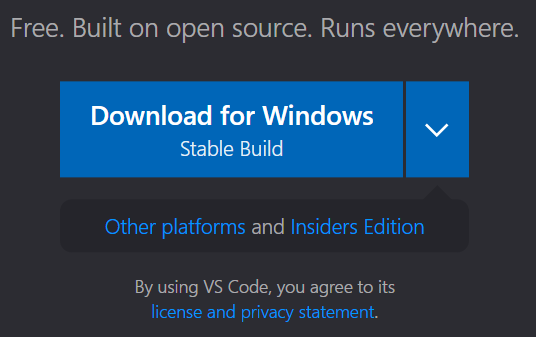 Free. Built on open source. Runs everywhere.
Download for Windows
Stable Build
Other platforms and Insiders Edition
By using VS Code, you agree to its
license and privacy statement.